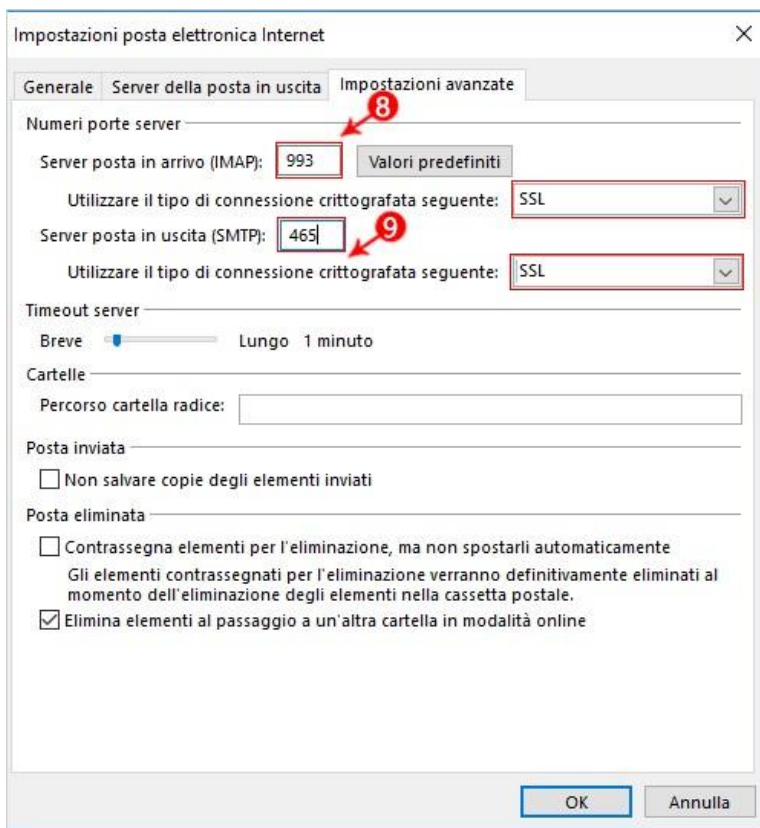 Impostazioni posta elettronica Internet
Generale Server della posta in uscita Impostazioni avanzate
8
Numeri porte server
Server posta in arrivo (IMAP): 993 Valori predefiniti
Utilizzare il tipo di connessione crittografata seguente: SSL
Server posta in uscita (SMTP): 465 9
Utilizzare il tipo di connessione crittografata seguente: SSL
Timeout server
Breve Lungo 1 minuto
Cartelle
Percorso cartella radice:
Posta inviata
Non salvare copie degli elementi inviati
Posta eliminata
Contrassegna elementi per l'eliminazione, ma non spostarli automaticamente
Gli elementi contrassegnati per l'eliminazione verranno definitivamente eliminati al
momento dell'eliminazione degli elementi nella cassetta postale.
Elimina elementi al passaggio a un'altra cartella in modalità online
OK Annulla